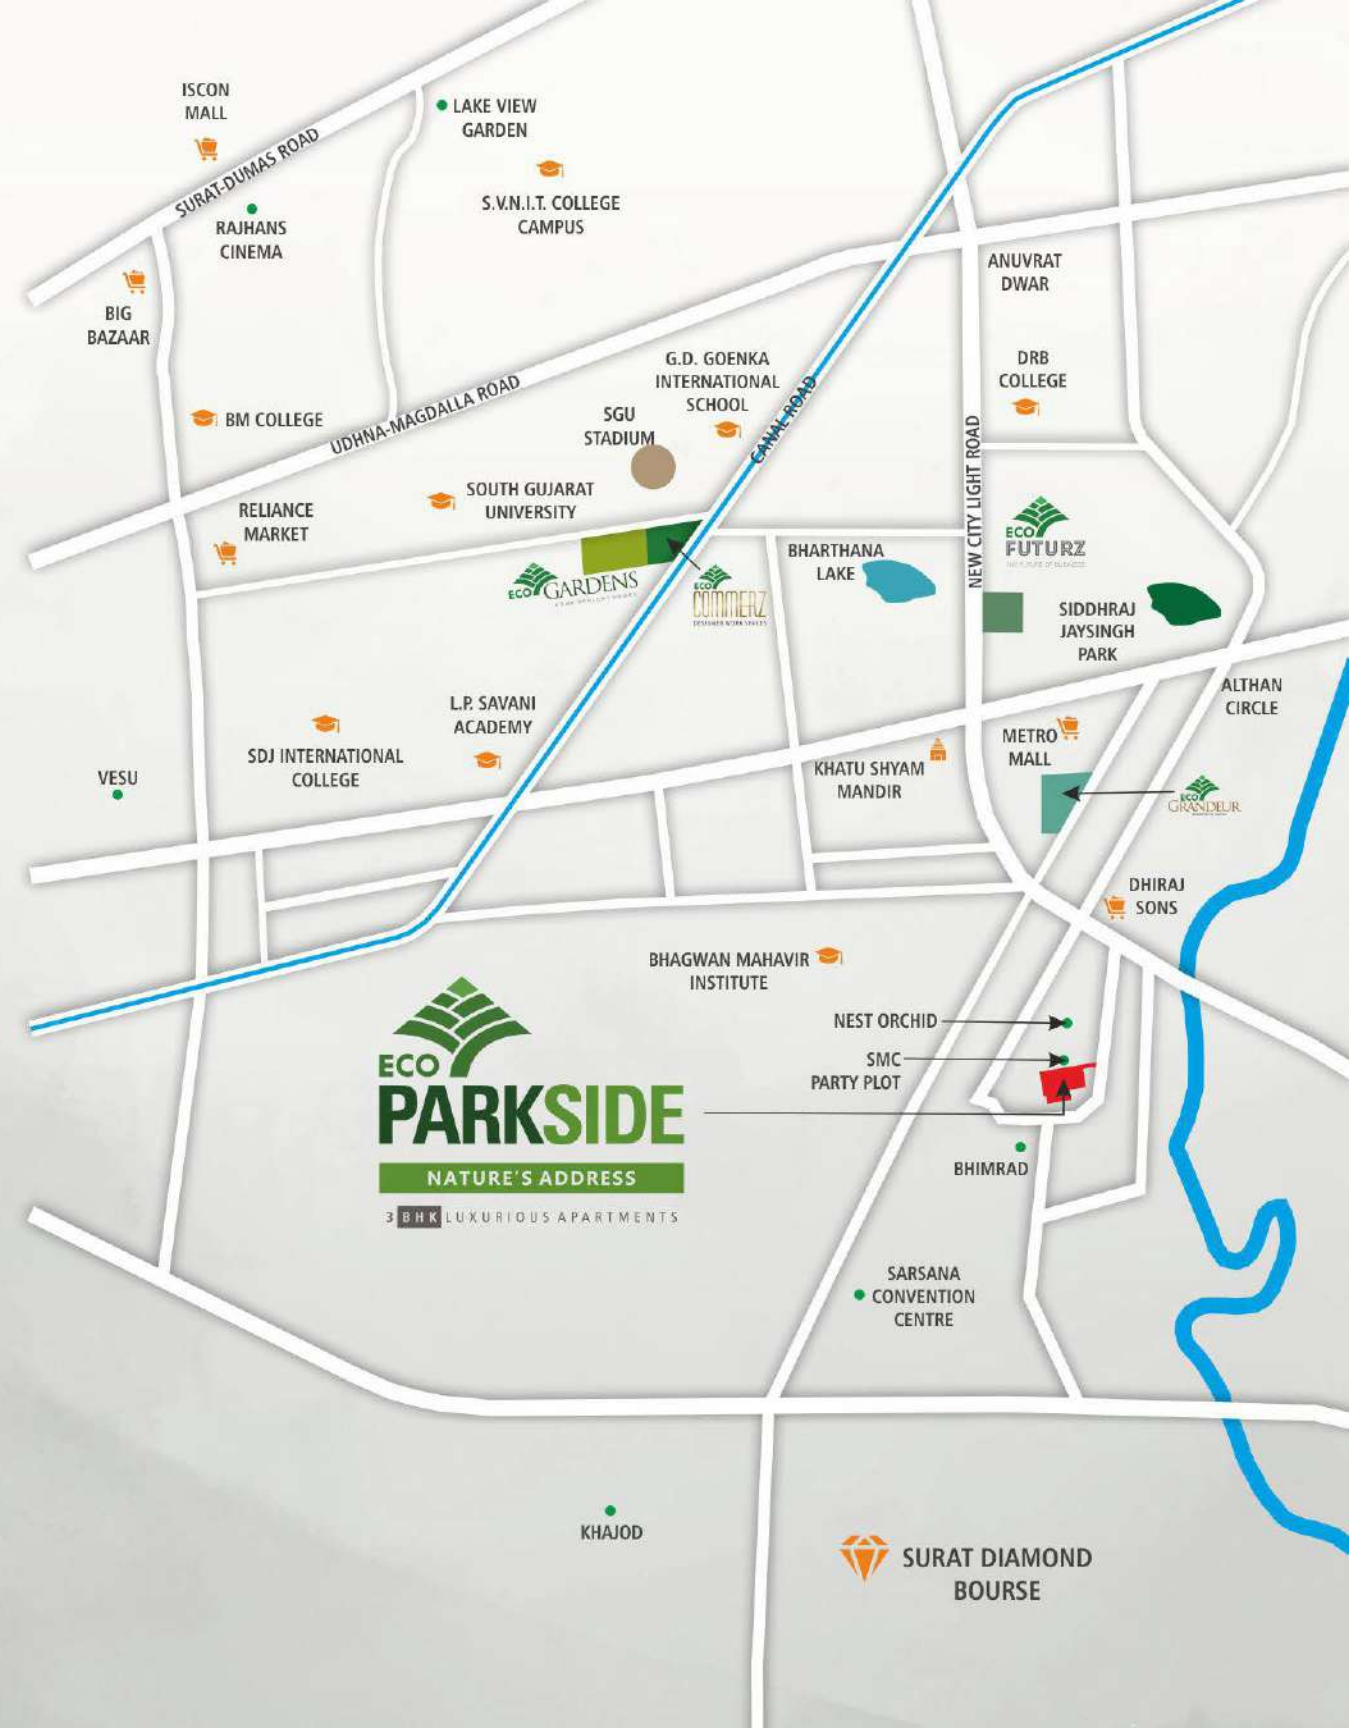 ISCON
MALL
LAKE VIEW
GARDEN
SURAT-DUMAS ROAD
S.V.N.I.T. COLLEGE
CAMPUS
RAJHANS
CINEMA
BIG
BAZAAR
ANUVRAT
DWAR
G.D. GOENKA
INTERNATIONAL
SCHOOL
DRB
COLLEGE
UDHNA-MAGDALLA ROAD
CANAL ROAD
SGU
STADIUM
BM COLLEGE
NEW CITY LIGHT ROAD
SOUTH GUJARAT
UNIVERSITY
RELIANCE
MARKET
ECO
FUTURZ
BHARTHANA
LAKE
ECO GARDENS
ECO
COMMERZ
DESIGNER WORK SPACES
SIDDHRAJ
JAYSINGH
PARK
ALTHAN
CIRCLE
L.P. SAVANI
ACADEMY
METRO
MALL
SDJ INTERNATIONAL
COLLEGE
VESU
KHATU SHYAM
MANDIR
ECO
GRANDEUR
DHIRAJ
SONS
BHAGWAN MAHAVIR
INSTITUTE
NEST ORCHID
SMC
PARTY PLOT
ECO
PARKSIDE
NATURE'S ADDRESS
3 BHK LUXURIOUS APARTMENTS
BHIMRAD
SARSANA
CONVENTION
CENTRE
KHAJOD
SURAT DIAMOND
BOURSE